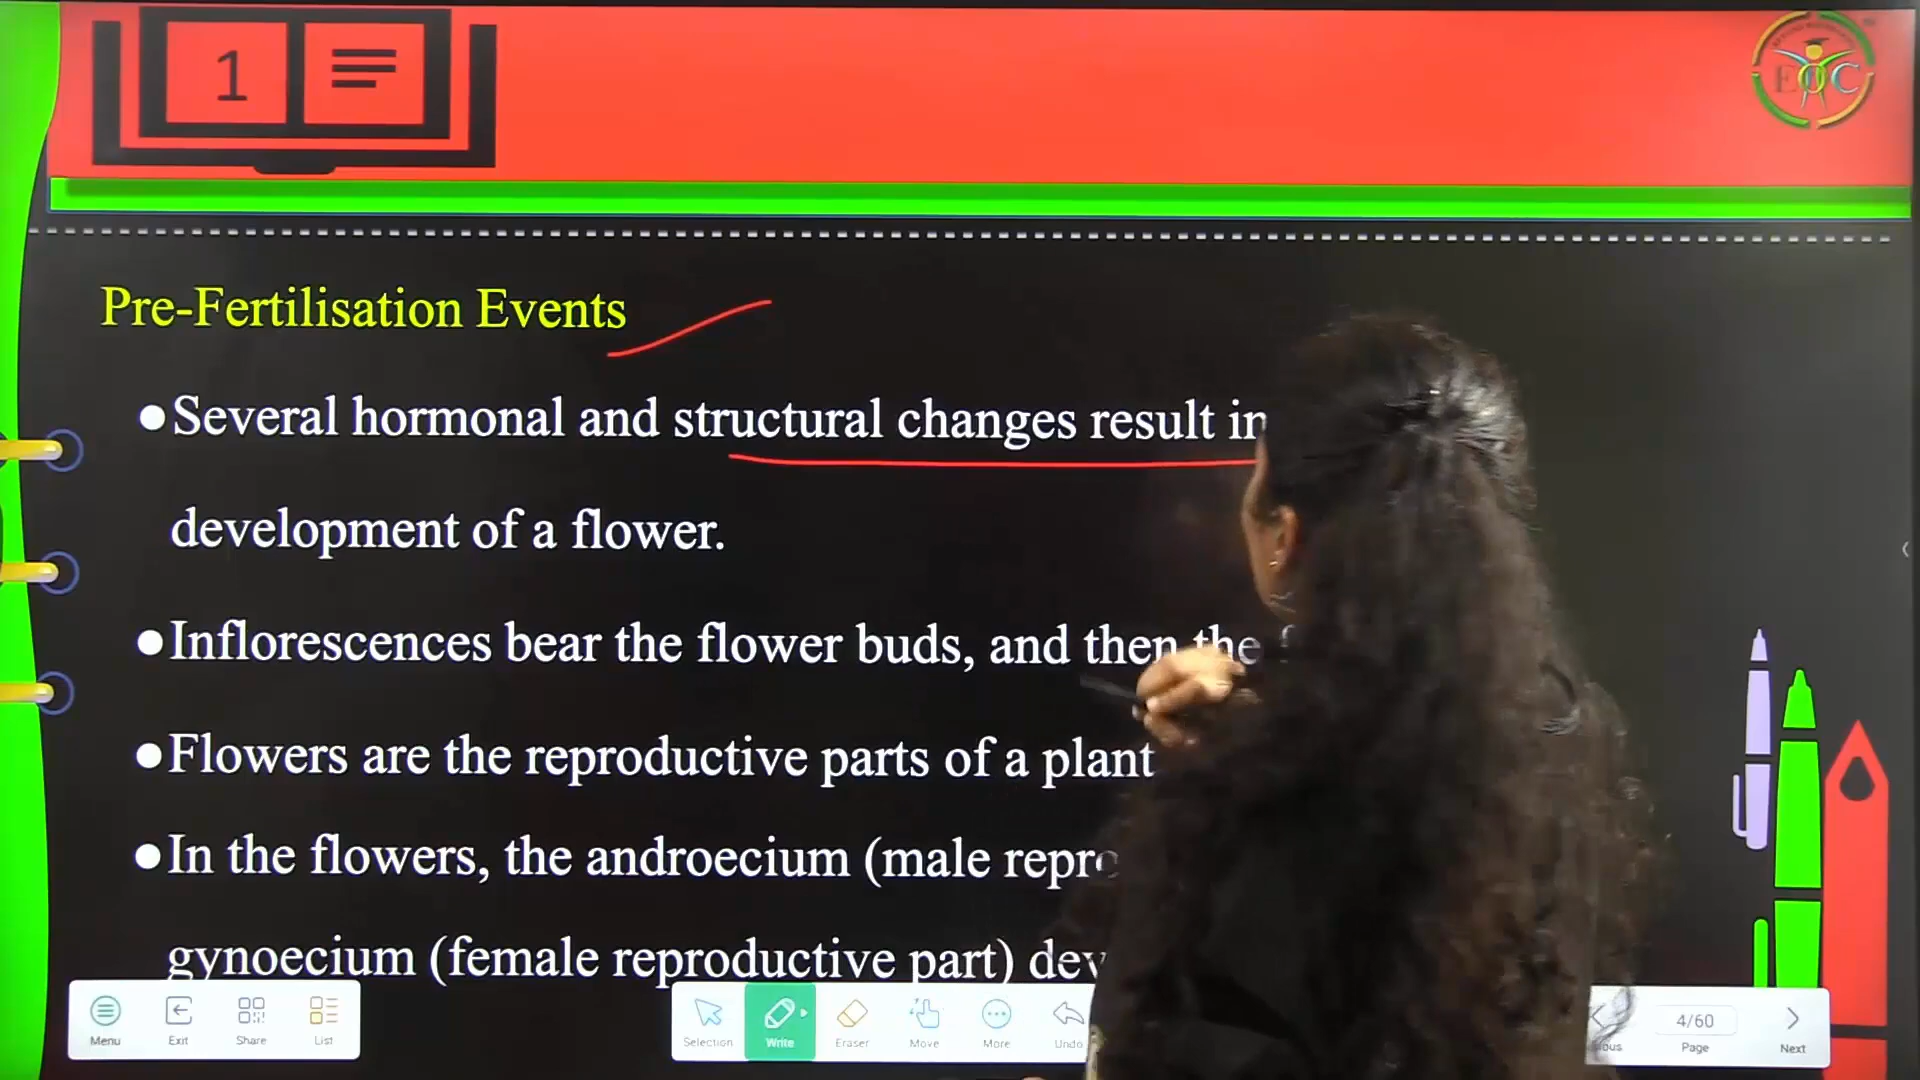 1
EOC
Pre-Fertilisation Events
●Several hormonal and structural changes result in
development of a flower.
●Inflorescences bear the flower buds, and then the
●Flowers are the reproductive parts of a plant
●In the flowers, the androecium (male
gynoecium (female reproductive part)
Menu Exit Share List Selection Write Eraser Move More Undo 4/60 Page Next